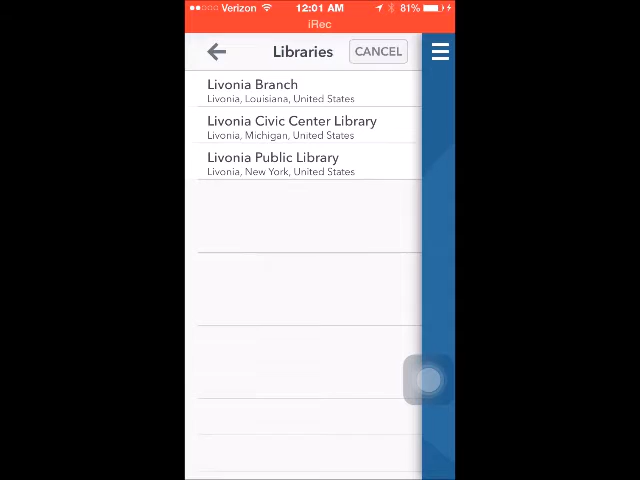 Verizon 12:01 AM 81%
iRec
Libraries CANCEL
Livonia Branch
Livonia, Louisiana, United States
Livonia Civic Center Library
Livonia, Michigan, United States
Livonia Public Library
Livonia, New York, United States